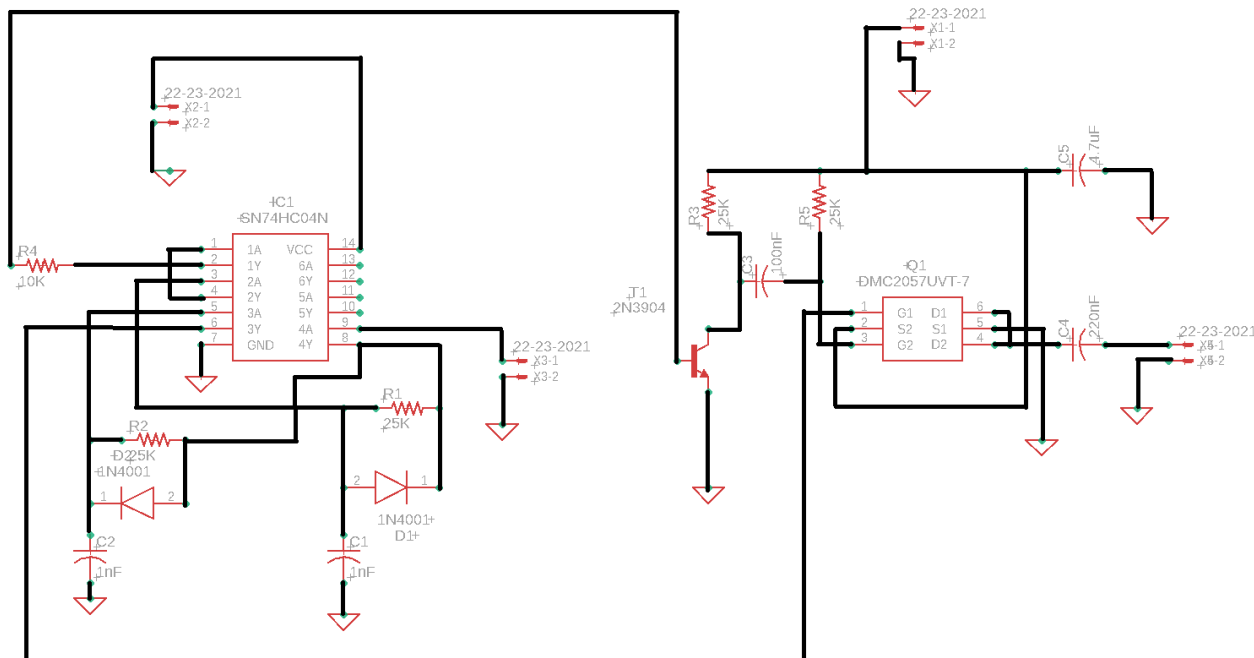 22-23-2021
X1-1
X1-2
22-23-2021
X2-1
X2-2
C5
4.7uF
R3
25K
R5
25K
C3
100nF
IC1
SN74HC04N
1 1A VCC 14
2 1Y 6A 13
3 2A 6Y 12
4 2Y 5A 11
5 3A 5Y 10
6 3Y 4A 9
7 GND 4Y 8
R4
10K
T1
2N3904
Q1
DMC2057UVT-7
1 G1 D1 6
2 S2 S1 5
3 G2 D2 4
C4
220nF
22-23-2021
-1
-2
22-23-2021
X3-1
X3-2
R1
25K
R2
D2
25K
1N4001
1 2
2 1
1N4001
D1
C2
1nF
C1
1nF